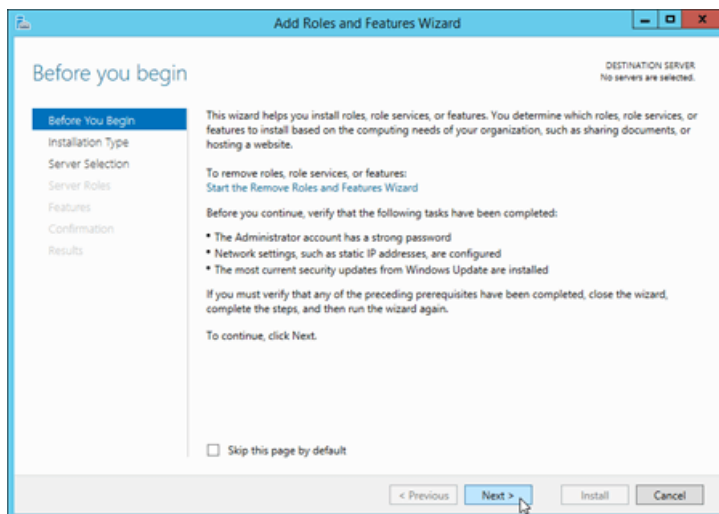 Add Roles and Features Wizard
Before you begin
DESTINATION SERVER
No servers are selected.
Before You Begin
Installation Type
Server Selection
Server Roles
Features
Confirmation
Results
This wizard helps you install roles, role services, or features. You determine which roles, role services, or
features to install based on the computing needs of your organization, such as sharing documents, or
hosting a website.
To remove roles, role services, or features:
Start the Remove Roles and Features Wizard
Before you continue, verify that the following tasks have been completed:
• The Administrator account has a strong password
• Network settings, such as static IP addresses, are configured
• The most current security updates from Windows Update are installed
If you must verify that any of the preceding prerequisites have been completed, close the wizard,
complete the steps, and then run the wizard again.
To continue, click Next.
Skip this page by default
< Previous
Next >
Install
Cancel